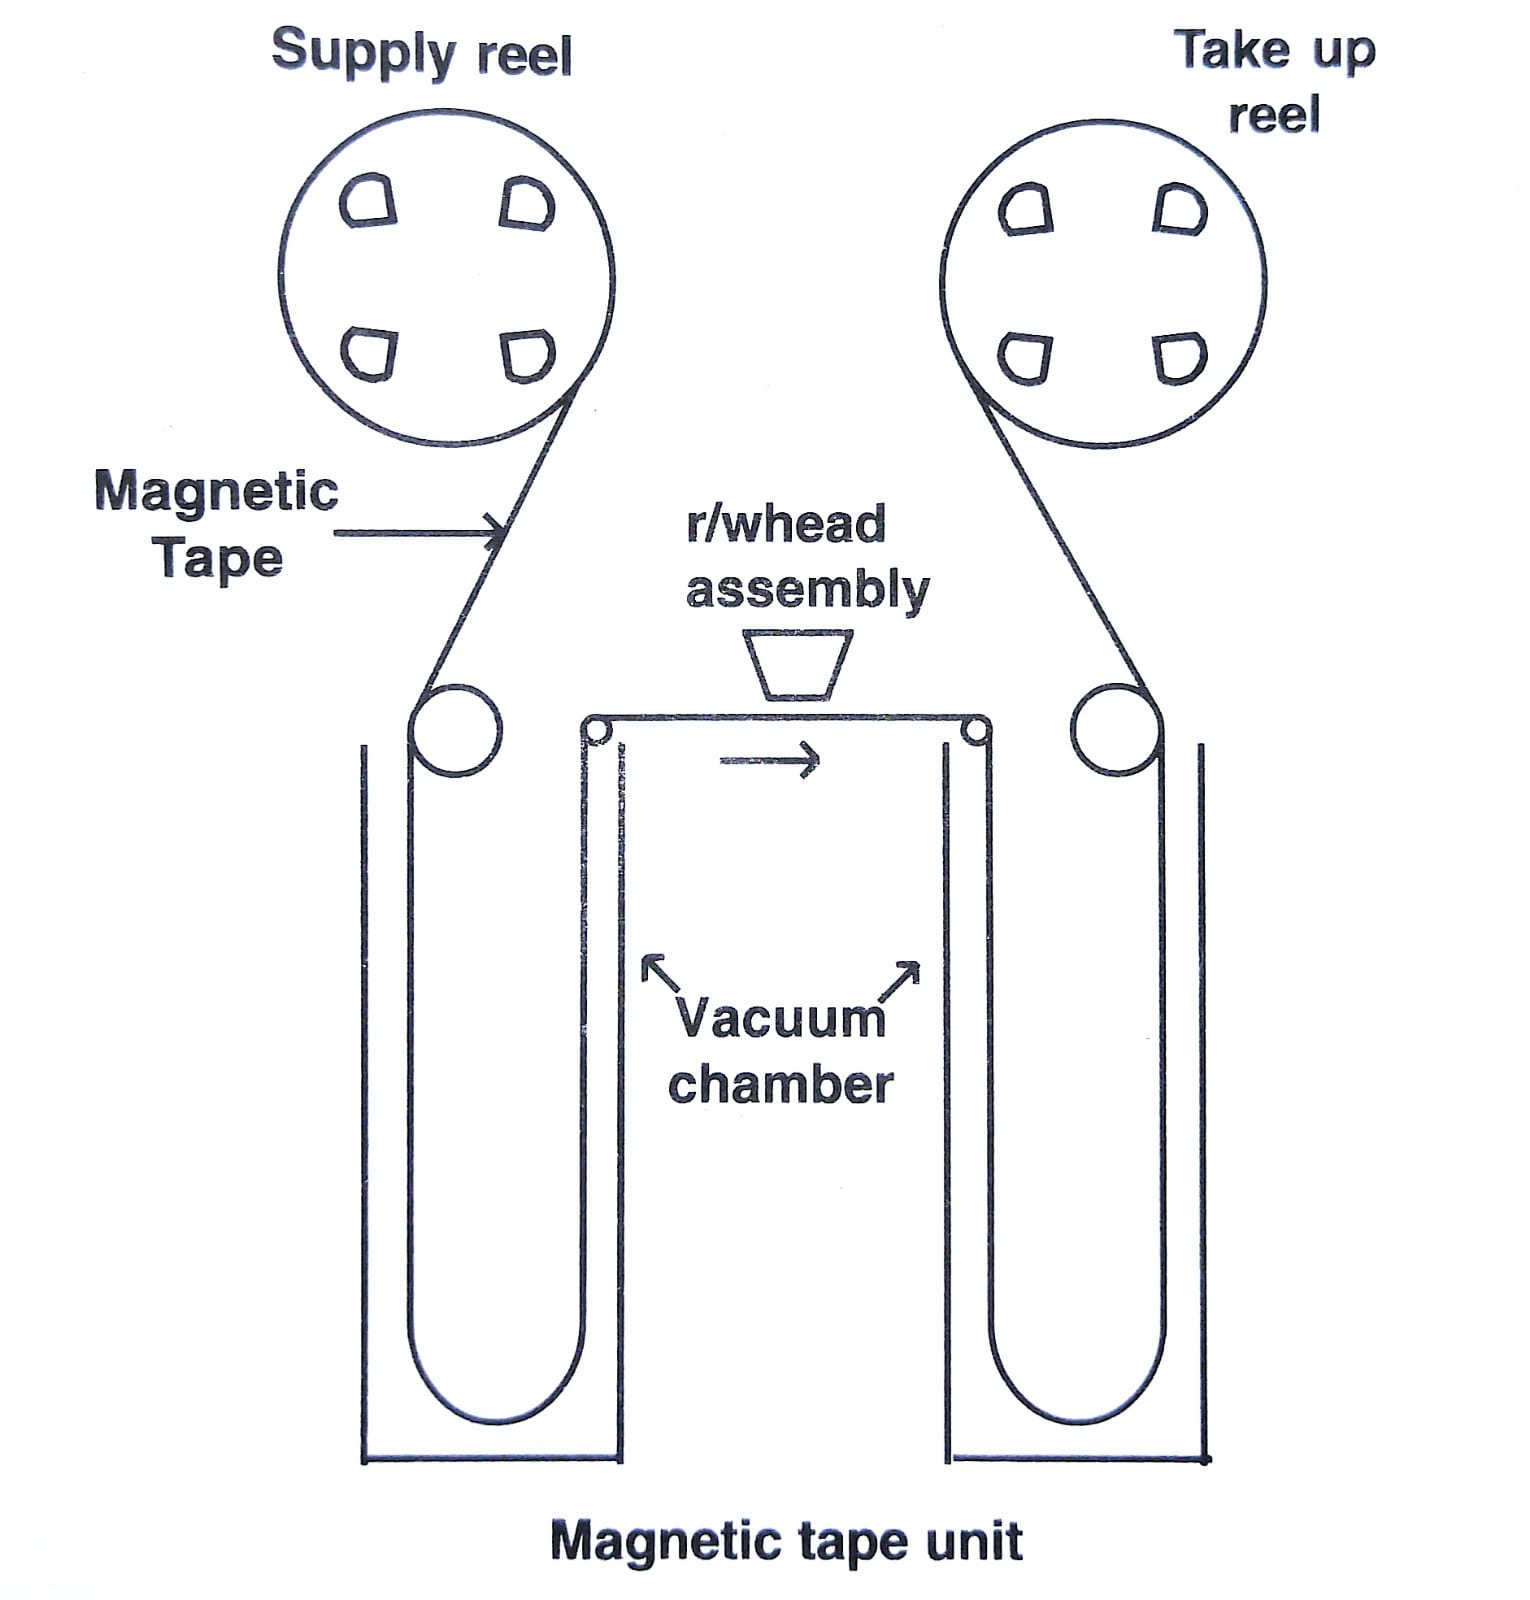 Supply reel
Take up
reel
Magnetic
Tape
r/whead
assembly
Vacuum
chamber
Magnetic tape unit